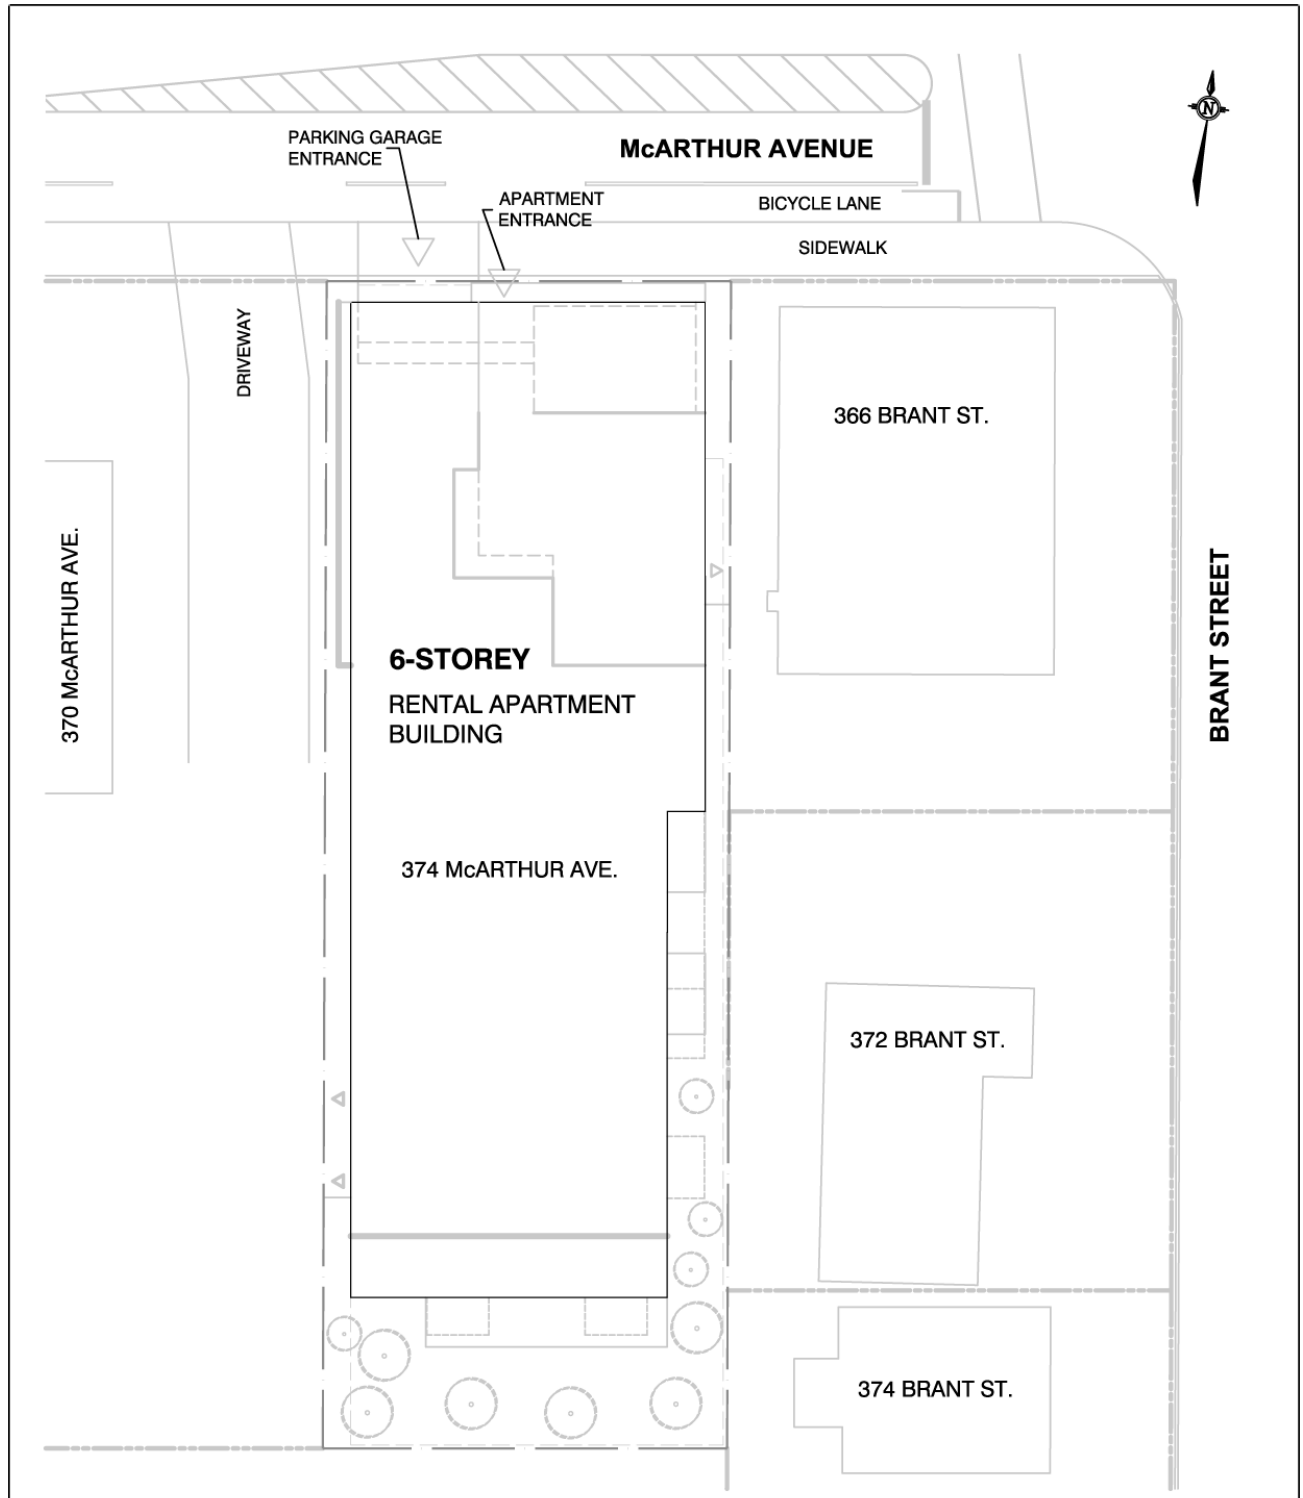 PARKING GARAGE
ENTRANCE
McARTHUR AVENUE
N
APARTMENT
ENTRANCE
BICYCLE LANE
SIDEWALK
DRIVEWAY
366 BRANT ST.
370 McARTHUR AVE.
6-STOREY
RENTAL APARTMENT
BUILDING
BRANT STREET
374 McARTHUR AVE.
372 BRANT ST.
374 BRANT ST.